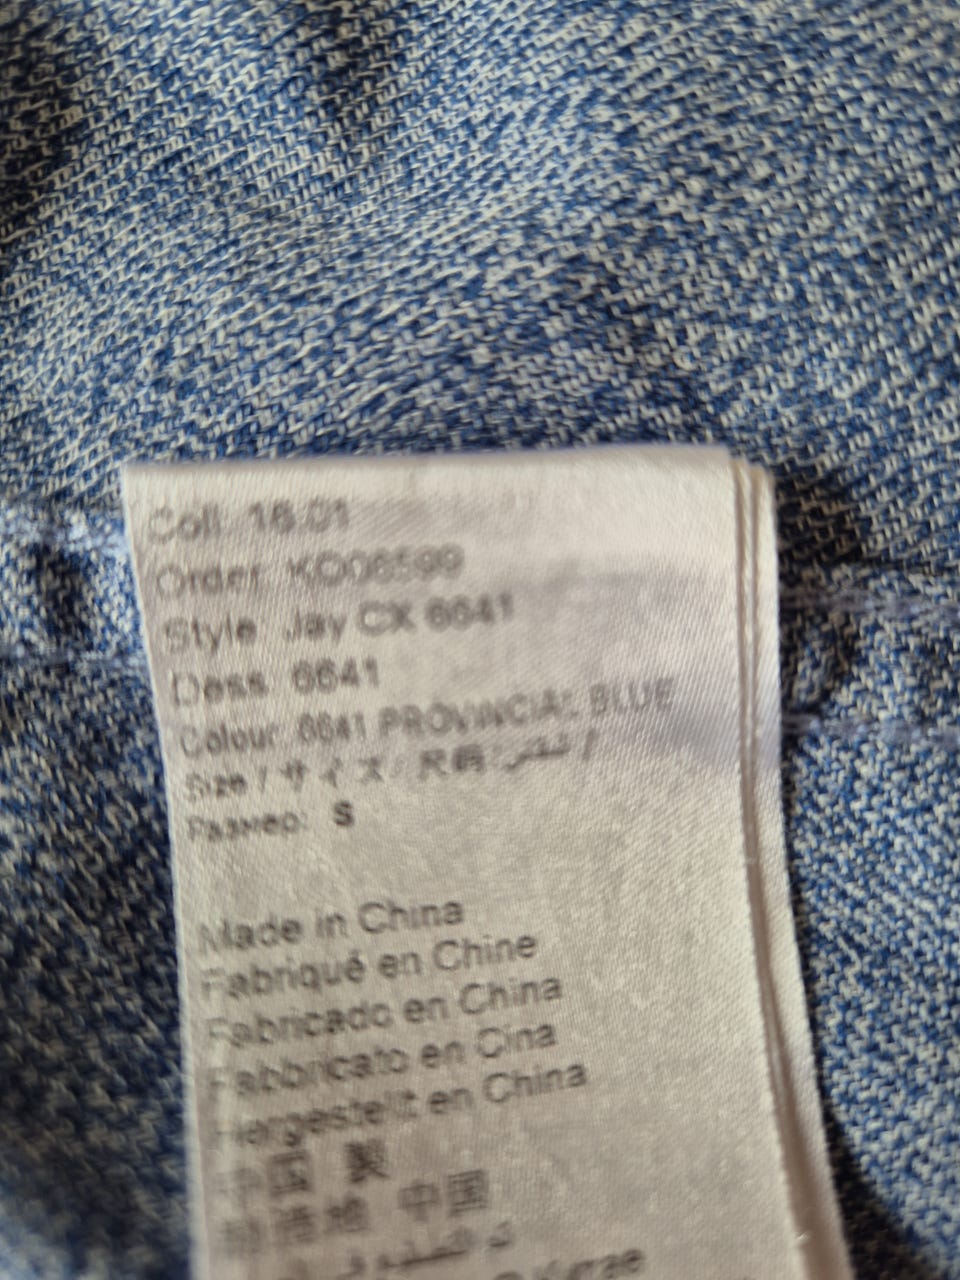 Coll. 16.01
Order KO06599
Style Jay CX 6641
Dess 6641
Colour 6641 PROVINCIAL BLUE
Size / サイズ / 尺码 /
Размер: S
Made in China
Fabriqué en Chine
Fabricado en China
Fabbricato en Cina
Hergestellt en China
中国 製
制造地 中国